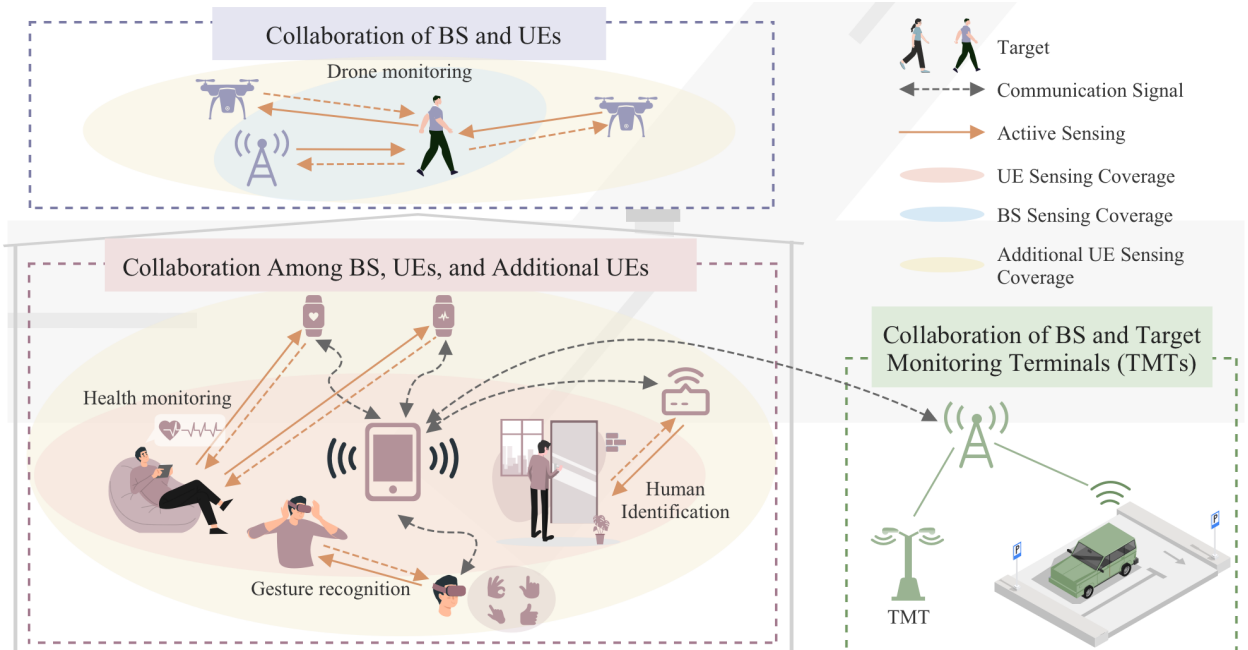 Collaboration of BS and UEs
Drone monitoring
Target
Communication Signal
Actiive Sensing
UE Sensing Coverage
BS Sensing Coverage
Additional UE Sensing
Coverage
Collaboration Among BS, UEs, and Additional UEs
Health monitoring
Human
Identification
Gesture recognition
Collaboration of BS and Target
Monitoring Terminals (TMTs)
P
P
TMT